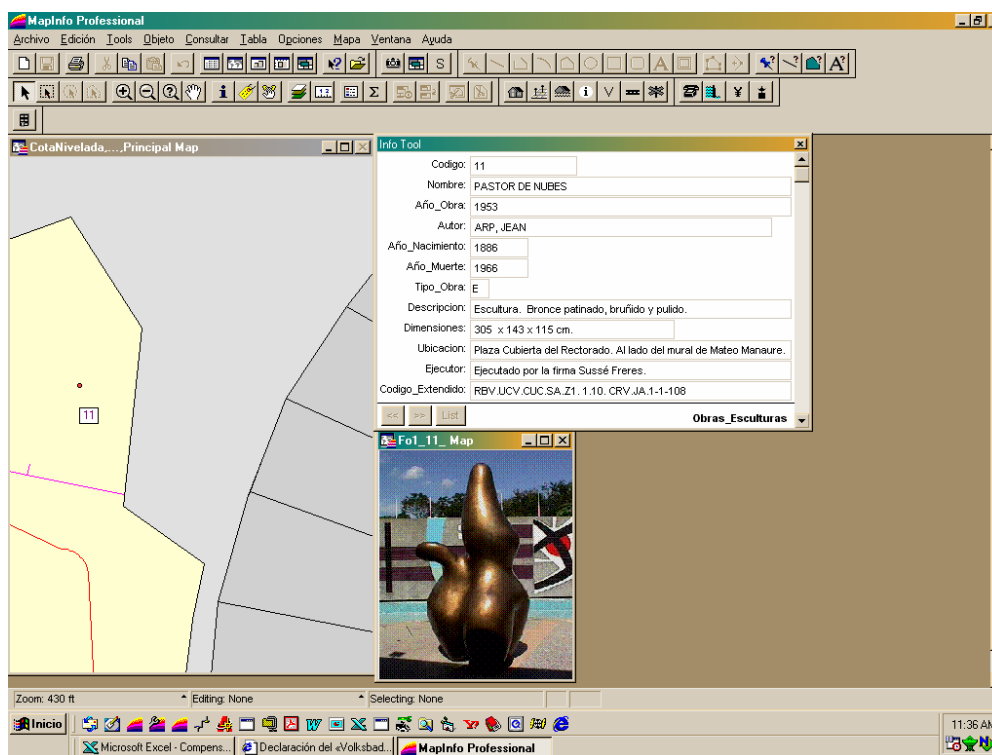 MapInfo Professional
Archivo Edición Tools Objeto Consultar Tabla Opciones Mapa Ventana Ayuda
CotaNivelada,...,Principal Map
11
Info Tool
Codigo: 11
Nombre: PASTOR DE NUBES
Año_Obra: 1953
Autor: ARP, JEAN
Año_Nacimiento: 1886
Año_Muerte: 1966
Tipo_Obra: E
Descripcion: Escultura. Bronce patinado, bruñido y pulido.
Dimensiones: 305 x 143 x 115 cm.
Ubicacion: Plaza Cubierta del Rectorado. Al lado del mural de Mateo Manaure.
Ejecutor: Ejecutado por la firma Sussé Freres.
Codigo_Extendido: RBV.UCV.CUC.SA.Z1. 1.10. CRV.JA.1-1-108
<< >> List Obras_Esculturas
Fo1_11_ Map
Zoom: 430 ft Editing: None Selecting: None
Inicio 11:36 AM
Microsoft Excel - Compens... Declaración del «Volksbad... MapInfo Professional